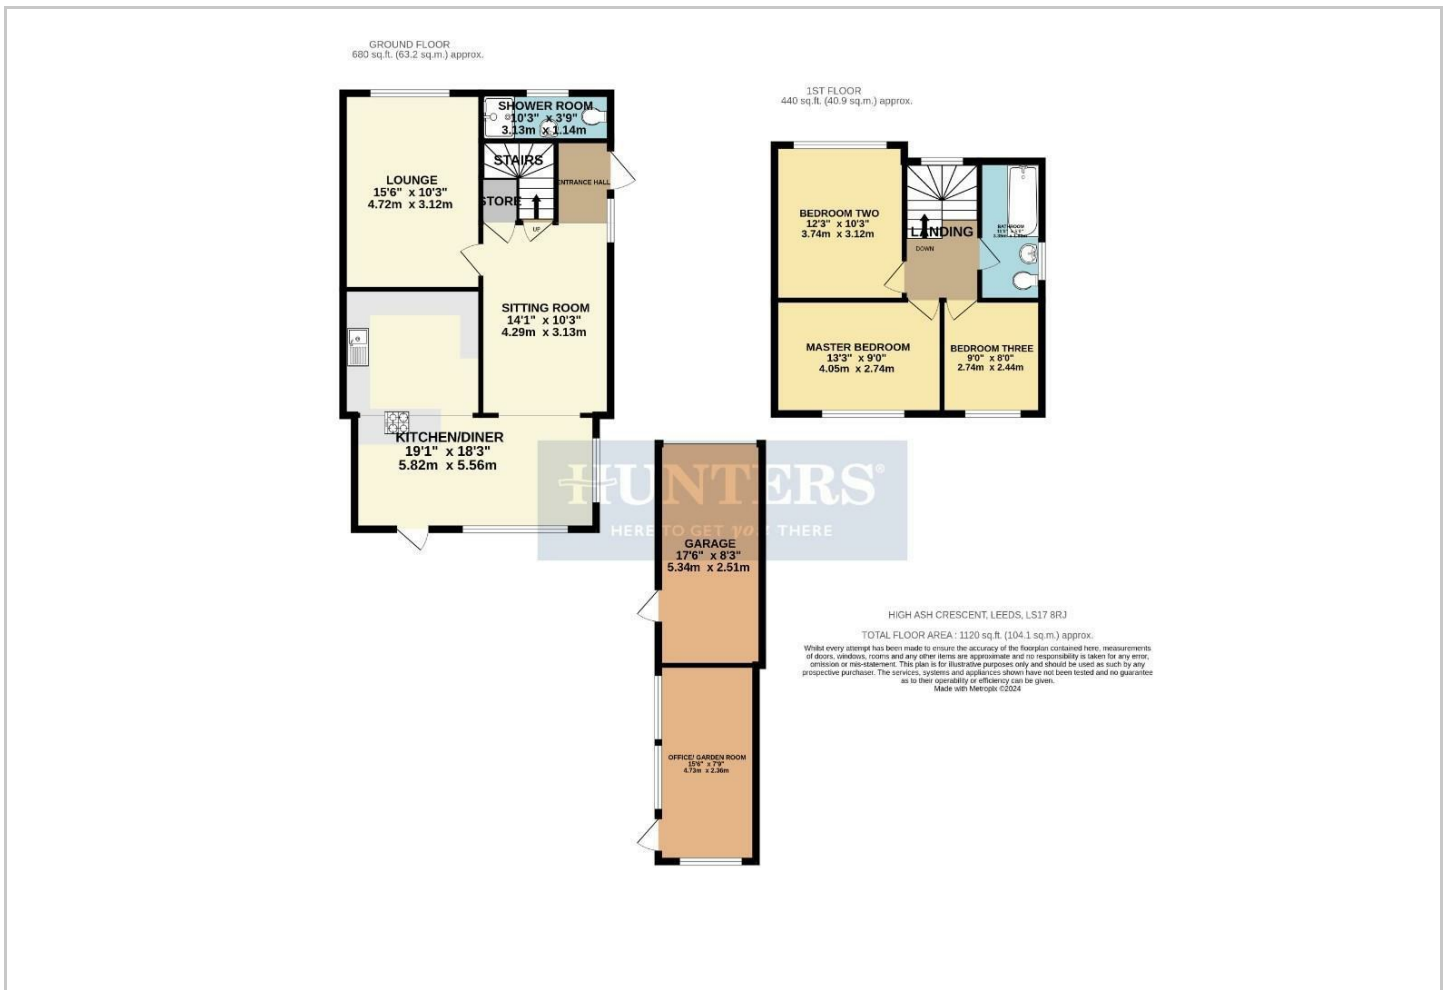 GROUND FLOOR
680 sq.ft. (63.2 sq.m.) approx.
SHOWER ROOM
10'3" x 3'9"
3.13m x 1.14m
STAIRS
ENTRANCE HALL
LOUNGE
15'6" x 10'3"
4.72m x 3.12m
STORE
UP
SITTING ROOM
14'1" x 10'3"
4.29m x 3.13m
KITCHEN/DINER
19'1" x 18'3"
5.82m x 5.56m
1ST FLOOR
440 sq.ft. (40.9 sq.m.) approx.
BEDROOM TWO
12'3" x 10'3"
3.74m x 3.12m
LANDING
DOWN
BATHROOM
MASTER BEDROOM
13'3" x 9'0"
4.05m x 2.74m
BEDROOM THREE
9'0" x 8'0"
2.74m x 2.44m
HUNTERS®
HERE TO GET you THERE
GARAGE
17'6" x 8'3"
5.34m x 2.51m
OFFICE/ GARDEN ROOM
15'6" x 7'9"
4.73m x 2.36m
HIGH ASH CRESCENT, LEEDS, LS17 8RJ
TOTAL FLOOR AREA : 1120 sq.ft. (104.1 sq.m.) approx.
Whilst every attempt has been made to ensure the accuracy of the floorplan contained here, measurements
of doors, windows, rooms and any other items are approximate and no responsibility is taken for any error,
omission or mis-statement. This plan is for illustrative purposes only and should be used as such by any
prospective purchaser. The services, systems and appliances shown have not been tested and no guarantee
as to their operability or efficiency can be given.
Made with Metropix ©2024